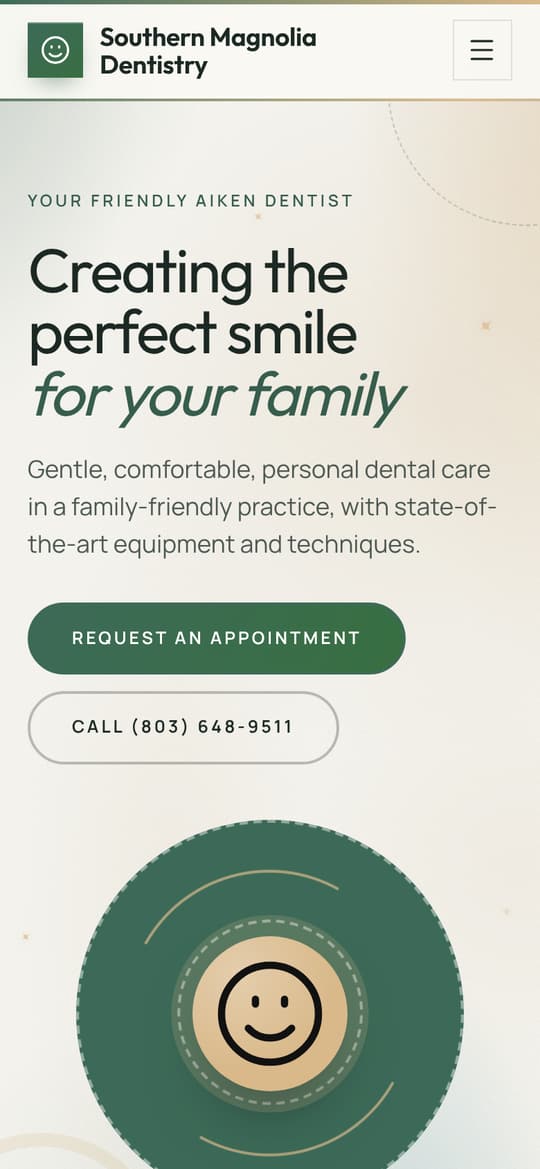 Southern Magnolia
Dentistry
YOUR FRIENDLY AIKEN DENTIST
Creating the
perfect smile
for your family
Gentle, comfortable, personal dental care
in a family-friendly practice, with state-of-
the-art equipment and techniques.
REQUEST AN APPOINTMENT
CALL (803) 648-9511